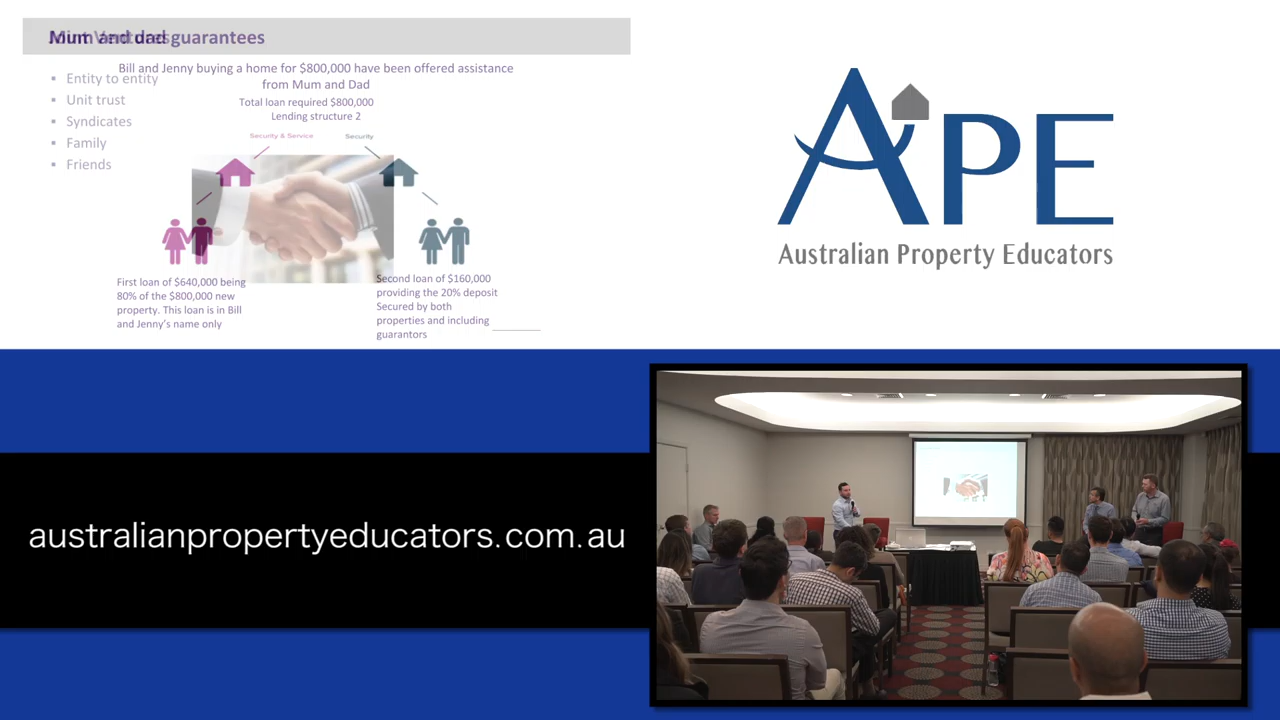 Mum and dad guarantees
Joint Ventures
Bill and Jenny buying a home for $800,000 have been offered assistance
from Mum and Dad
Total loan required $800,000
Lending structure 2
Entity to entity
Unit trust
Syndicates
Family
Friends
Security & Service
Security
First loan of $640,000 being
80% of the $800,000 new
property. This loan is in Bill
and Jenny's name only
Second loan of $160,000
providing the 20% deposit
Secured by both
properties and including
guarantors
APE
Australian Property Educators
australianpropertyeducators.com.au